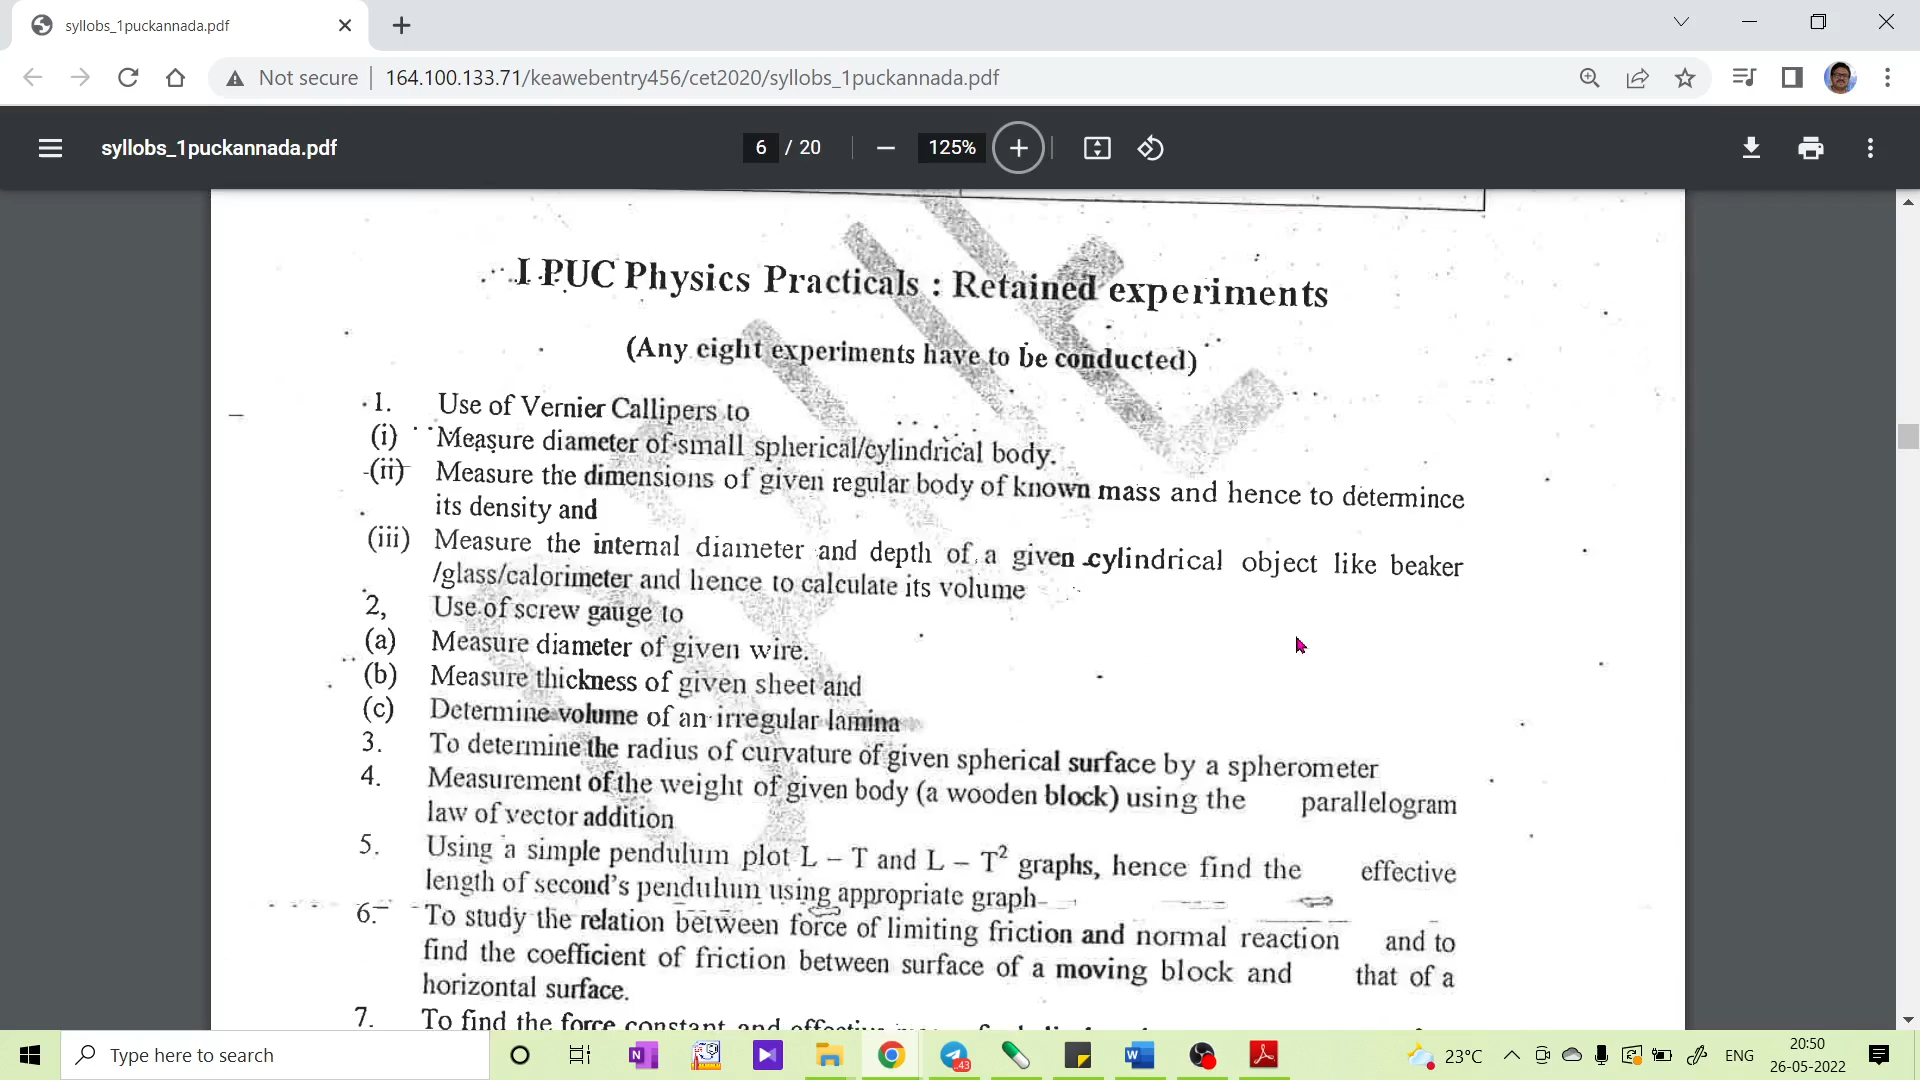 syllobs_1puckannada.pdf
Not secure
164.100.133.71/keawebentry456/cet2020/syllobs_1puckannada.pdf
syllobs_1puckannada.pdf
6 / 20
125%
I PUC Physics Practicals : Retained experiments
(Any eight experiments have to be conducted)
1. Use of Vernier Callipers to
(i) Measure diameter of small spherical/cylindrical body.
(ii) Measure the dimensions of given regular body of known mass and hence to determince
its density and
(iii) Measure the internal diameter and depth of a given cylindrical object like beaker
/glass/calorimeter and hence to calculate its volume
2, Use of screw gauge to
(a) Measure diameter of given wire.
(b) Measure thickness of given sheet and
(c) Determine volume of an irregular lamina
3. To determine the radius of curvature of given spherical surface by a spherometer
4. Measurement of the weight of given body (a wooden block) using the parallelogram
law of vector addition
5. Using a simple pendulum plot L – T and L – T² graphs, hence find the effective
length of second's pendulum using appropriate graph
6. To study the relation between force of limiting friction and normal reaction and to
find the coefficient of friction between surface of a moving block and that of a
horizontal surface.
7. To find the force constant and
Type here to search
.43
23°C
ENG
20:50
26-05-2022